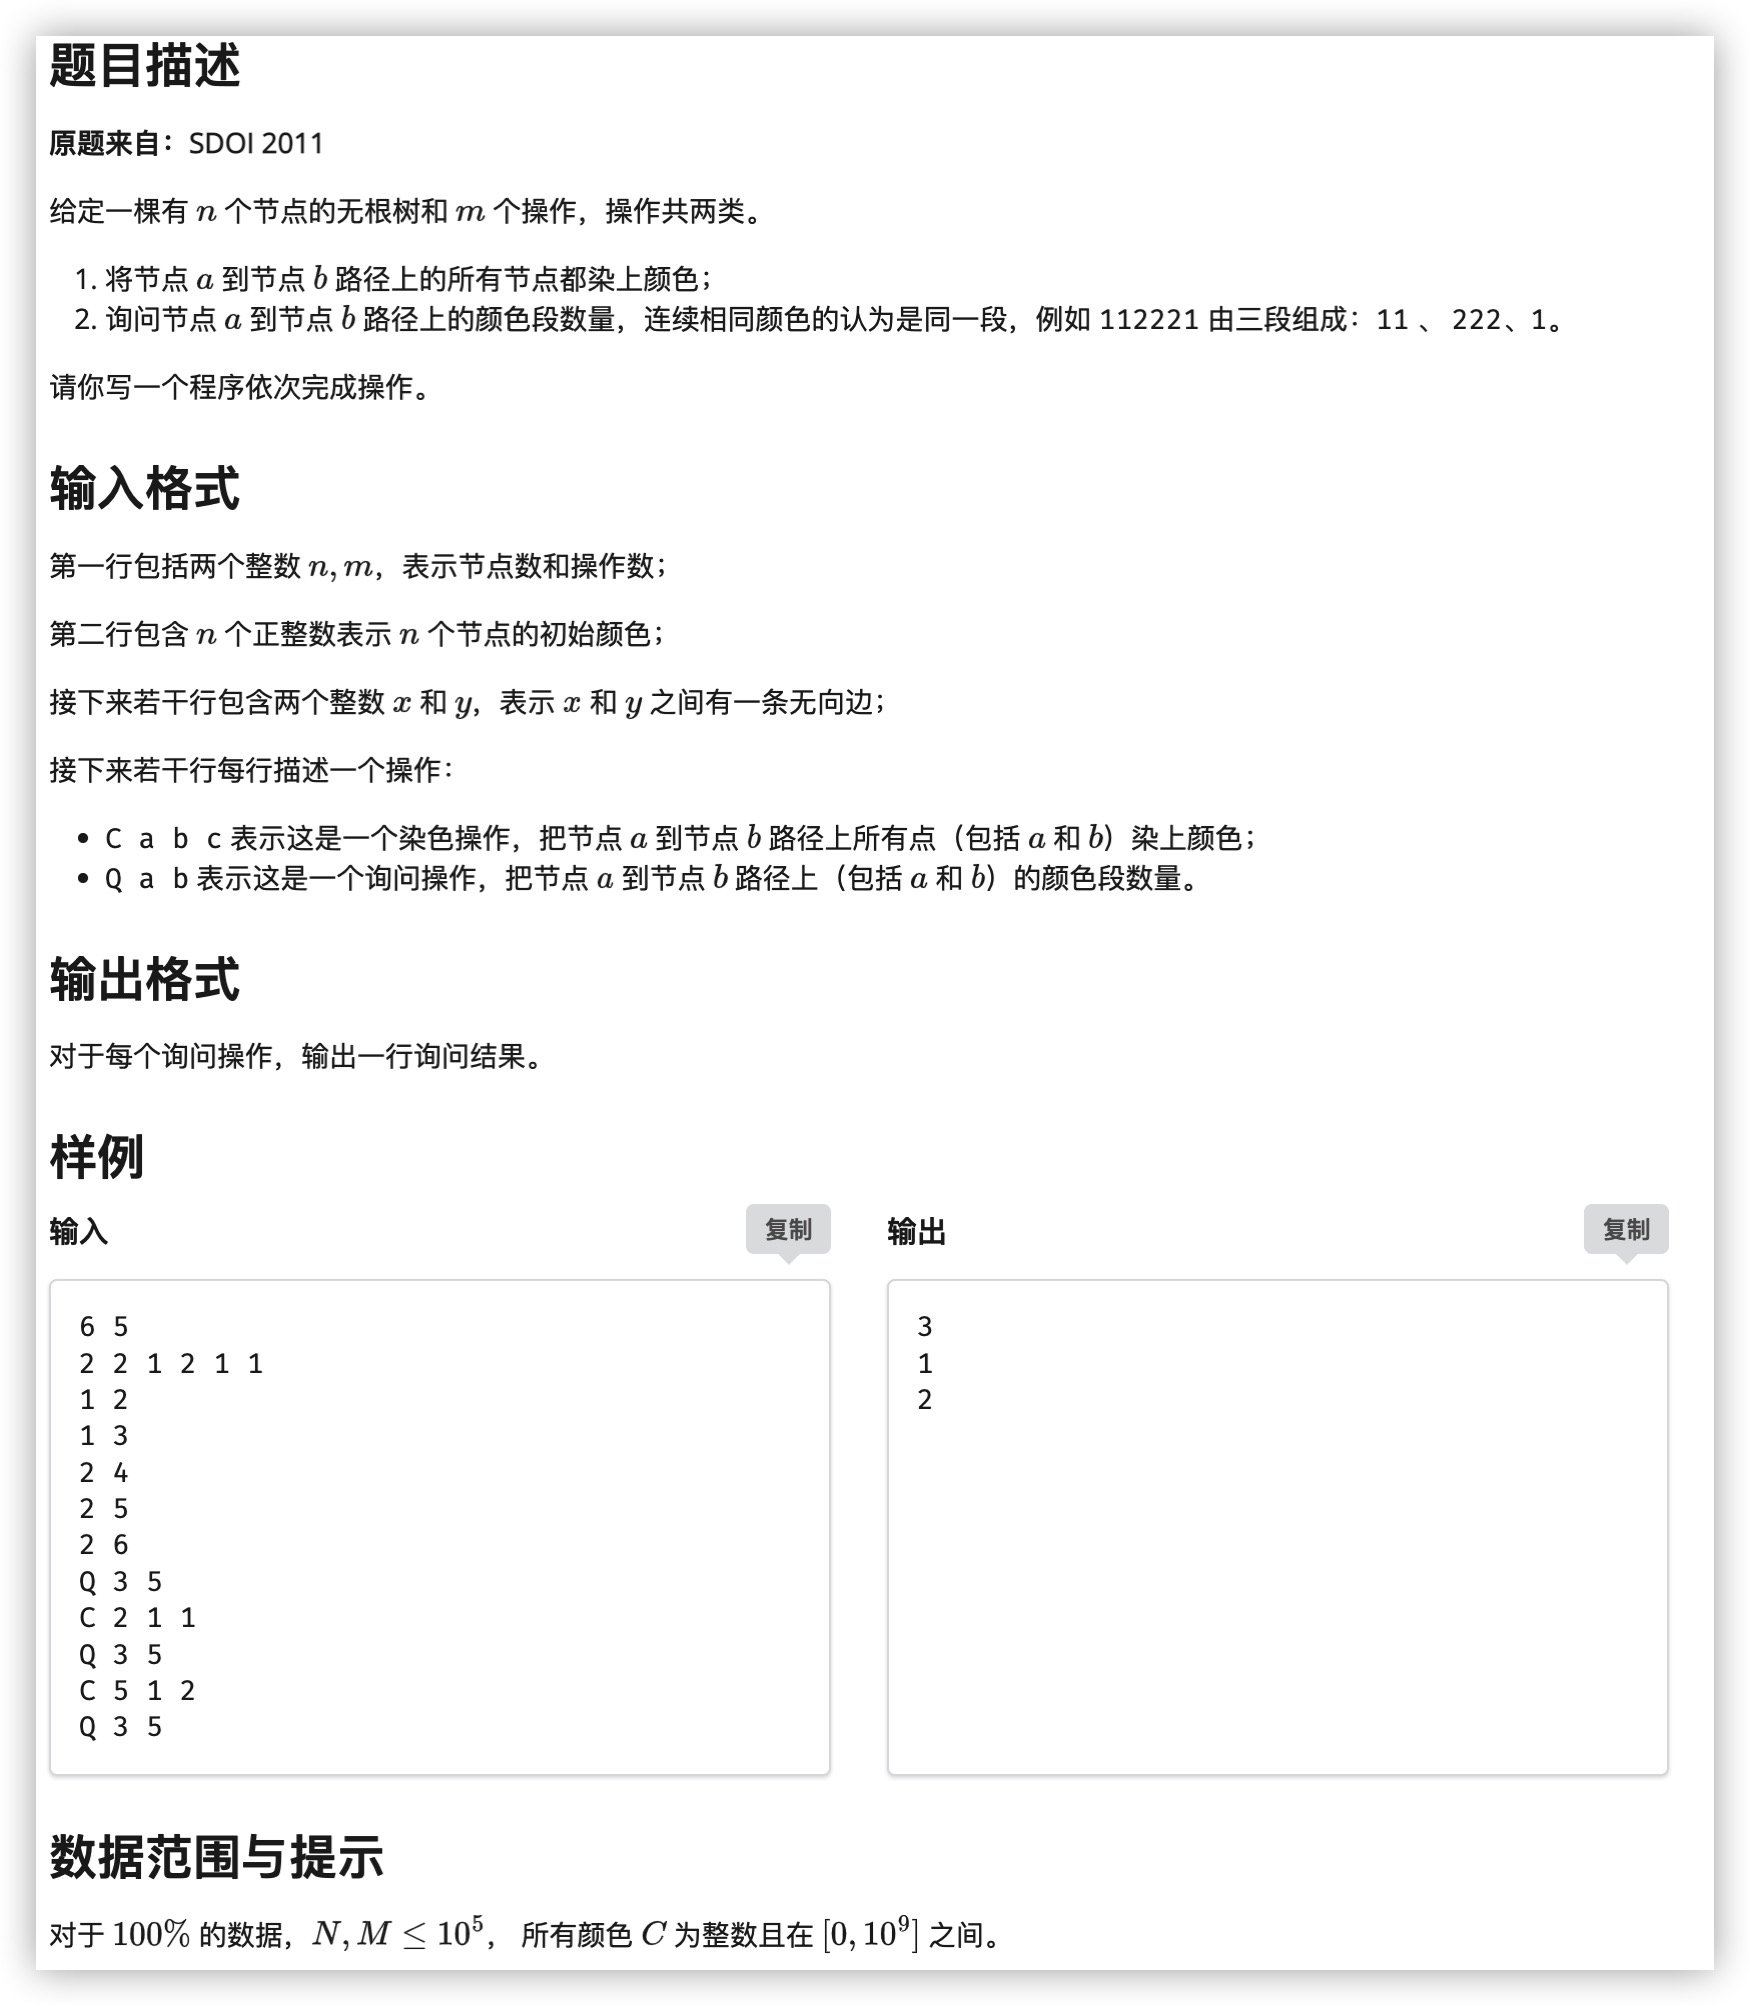 题目描述
原题来自：SDOI 2011
给定一棵有 n 个节点的无根树和 m 个操作，操作共两类。
1. 将节点 a 到节点 b 路径上的所有节点都染上颜色；
2. 询问节点 a 到节点 b 路径上的颜色段数量，连续相同颜色的认为是同一段，例如 112221 由三段组成：11 、 222、1。
请你写一个程序依次完成操作。
输入格式
第一行包括两个整数 n, m，表示节点数和操作数；
第二行包含 n 个正整数表示 n 个节点的初始颜色；
接下来若干行包含两个整数 x 和 y，表示 x 和 y 之间有一条无向边；
接下来若干行每行描述一个操作：
• C a b c 表示这是一个染色操作，把节点 a 到节点 b 路径上所有点（包括 a 和 b）染上颜色；
• Q a b 表示这是一个询问操作，把节点 a 到节点 b 路径上（包括 a 和 b）的颜色段数量。
输出格式
对于每个询问操作，输出一行询问结果。
样例
输入
复制
6 5
2 2 1 2 1 1
1 2
1 3
2 4
2 5
2 6
Q 3 5
C 2 1 1
Q 3 5
C 5 1 2
Q 3 5
输出
复制
3
1
2
数据范围与提示
对于 100% 的数据，N, M ≤ 10^5， 所有颜色 C 为整数且在 [0, 10^9] 之间。